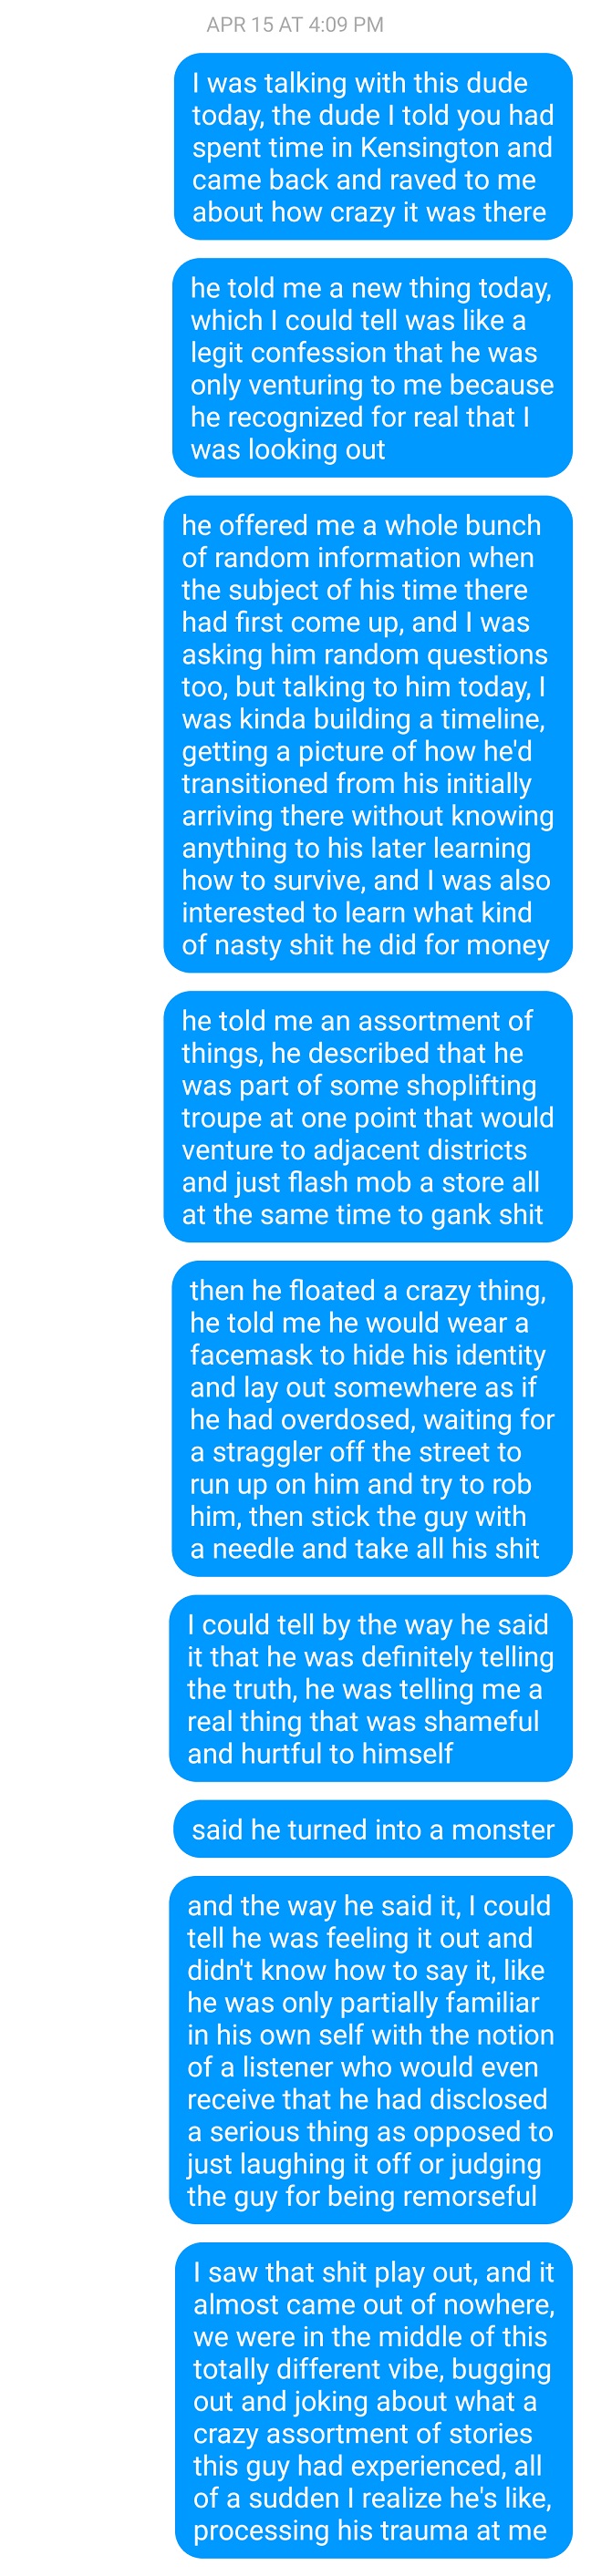 APR 15 AT 4:09 PM
I was talking with this dude
today, the dude I told you had
spent time in Kensington and
came back and raved to me
about how crazy it was there
he told me a new thing today,
which I could tell was like a
legit confession that he was
only venturing to me because
he recognized for real that I
was looking out
he offered me a whole bunch
of random information when
the subject of his time there
had first come up, and I was
asking him random questions
too, but talking to him today, I
was kinda building a timeline,
getting a picture of how he'd
transitioned from his initially
arriving there without knowing
anything to his later learning
how to survive, and I was also
interested to learn what kind
of nasty shit he did for money
he told me an assortment of
things, he described that he
was part of some shoplifting
troupe at one point that would
venture to adjacent districts
and just flash mob a store all
at the same time to gank shit
then he floated a crazy thing,
he told me he would wear a
facemask to hide his identity
and lay out somewhere as if
he had overdosed, waiting for
a straggler off the street to
run up on him and try to rob
him, then stick the guy with
a needle and take all his shit
I could tell by the way he said
it that he was definitely telling
the truth, he was telling me a
real thing that was shameful
and hurtful to himself
said he turned into a monster
and the way he said it, I could
tell he was feeling it out and
didn't know how to say it, like
he was only partially familiar
in his own self with the notion
of a listener who would even
receive that he had disclosed
a serious thing as opposed to
just laughing it off or judging
the guy for being remorseful
I saw that shit play out, and it
almost came out of nowhere,
we were in the middle of this
totally different vibe, bugging
out and joking about what a
crazy assortment of stories
this guy had experienced, all
of a sudden I realize he's like,
processing his trauma at me